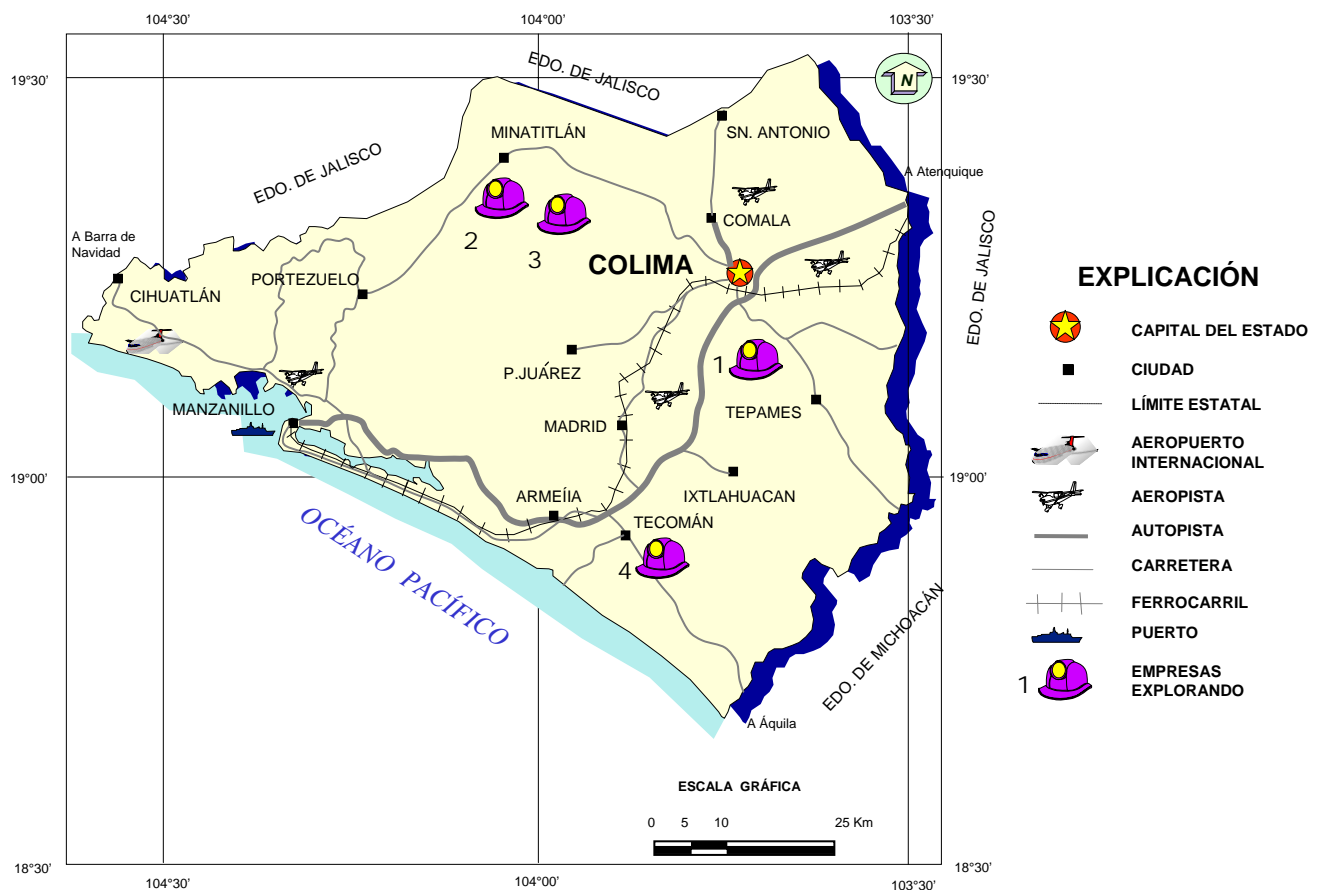 104°30'
104°00'
103°30'
19°30'
19°30'
EDO. DE JALISCO
N
MINATITLÁN
SN. ANTONIO
EDO. DE JALISCO
A Atenquique
COMALA
2
3
A Barra de
Navidad
COLIMA
EDO. DE JALISCO
PORTEZUELO
CIHUATLÁN
1
P.JUÁREZ
MANZANILLO
TEPAMES
MADRID
19°00'
19°00'
ARMEÍIA
IXTLAHUACAN
TECOMÁN
OCÉANO PACÍFICO
4
EDO. DE MICHOACÁN
A Áquila
ESCALA GRÁFICA
0 5 10 25 Km
18°30'
18°30'
104°30'
104°00'
103°30'
EXPLICACIÓN
CAPITAL DEL ESTADO
CIUDAD
LÍMITE ESTATAL
AEROPUERTO
INTERNACIONAL
AEROPISTA
AUTOPISTA
CARRETERA
FERROCARRIL
PUERTO
1 EMPRESAS
EXPLORANDO